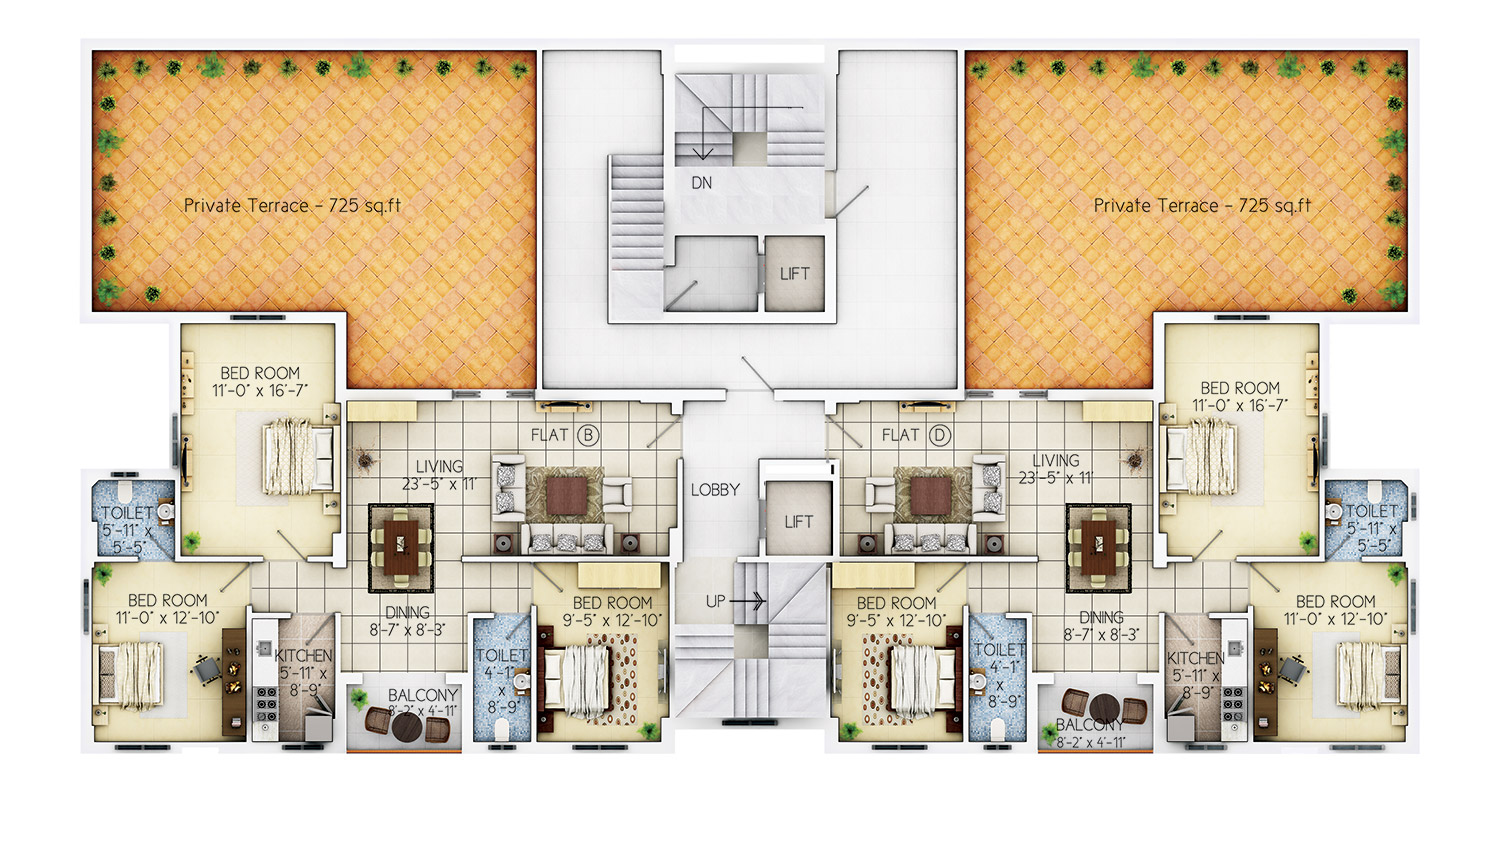 DN
Private Terrace - 725 sq.ft
Private Terrace - 725 sq.ft
LIFT
BED ROOM
11'-0" x 16'-7"
BED ROOM
11'-0" x 16'-7"
FLAT B
FLAT D
LIVING
23'-5" x 11'
LIVING
23'-5" x 11'
LOBBY
LIFT
TOILET
5'-11" x
5'-5"
TOILET
5'-11" x
5'-5"
BED ROOM
11'-0" x 12'-10"
DINING
8'-7" x 8'-3"
BED ROOM
9'-5" x 12'-10"
UP
BED ROOM
9'-5" x 12'-10"
DINING
8'-7" x 8'-3"
BED ROOM
11'-0" x 12'-10"
KITCHEN
5'-11" x
8'-9"
TOILET
4'-1"
x
8'-9"
TOILET
4'-1"
x
8'-9"
KITCHEN
5'-11" x
8'-9"
BALCONY
8'-2" x 4'-11"
BALCONY
8'-2" x 4'-11"